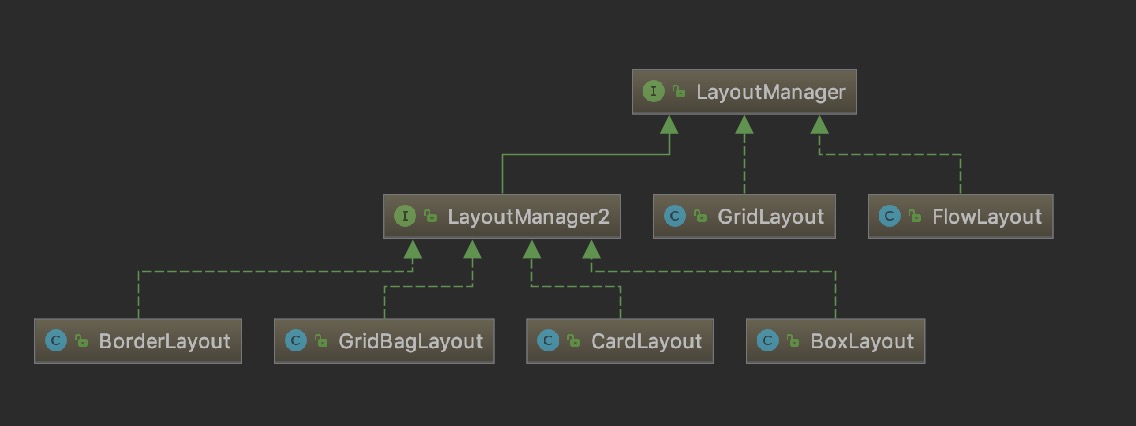 I LayoutManager
I LayoutManager2
C GridLayout
C FlowLayout
C BorderLayout
C GridBagLayout
C CardLayout
C BoxLayout